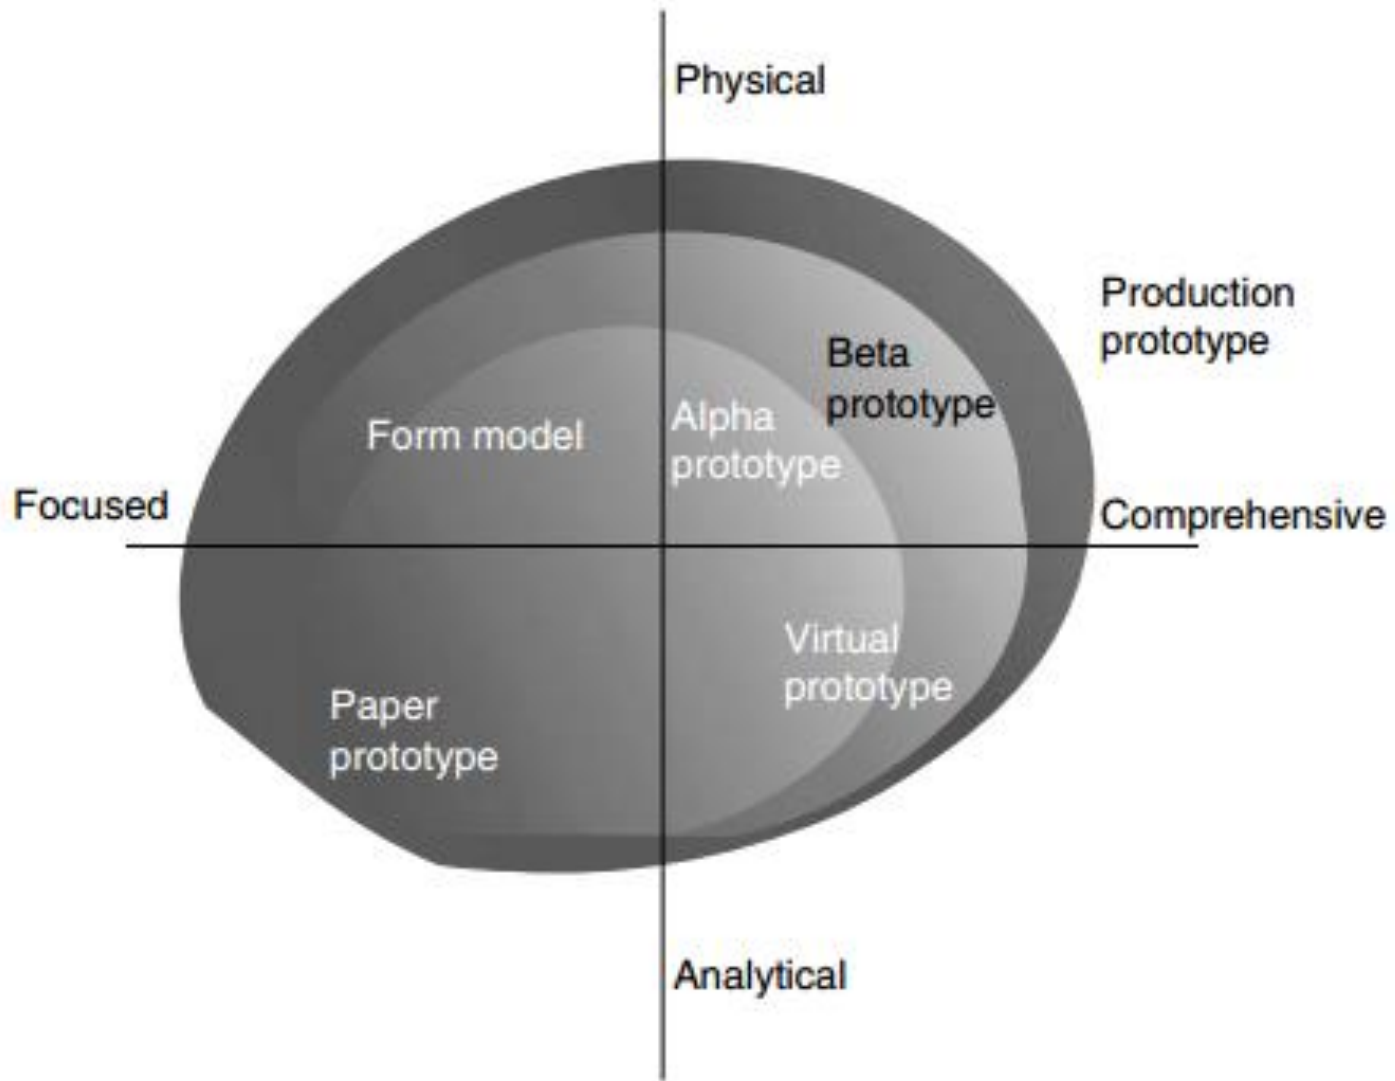 Physical
Production
prototype
Beta
prototype
Alpha
prototype
Form model
Focused
Comprehensive
Virtual
prototype
Paper
prototype
Analytical